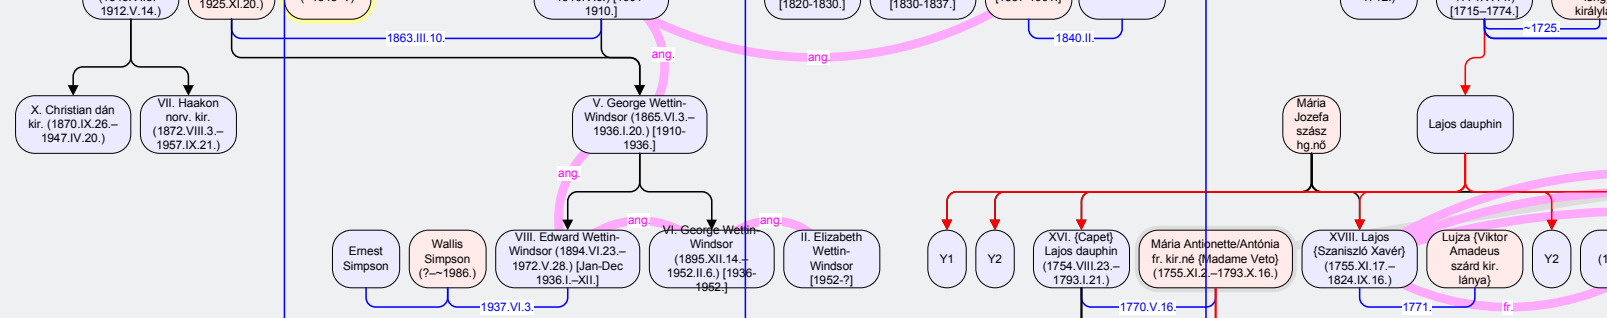 1912.V.14.)
1925.XI.20.)
1910.]
[1820-1830.]
[1830-1837.]
[1715–1774.]
királyla
1863.III.10.
ang.
ang.
1840.II.
~1725.
X. Christian dán
kir. (1870.IX.26.–
1947.IV.20.)
VII. Haakon
norv. kir.
(1872.VIII.3.–
1957.IX.21.)
V. George Wettin-
Windsor (1865.VI.3.–
1936.I.20.) [1910-
1936.]
Mária
Jozefa
szász
hg.nő
Lajos dauphin
ang.
ang.
ang.
Ernest
Simpson
Wallis
Simpson
(?–~1986.)
VIII. Edward Wettin-
Windsor (1894.VI.23.–
1972.V.28.) [Jan-Dec
1936.I.–XII.]
VI. George Wettin-
Windsor
(1895.XII.14.–
1952.II.6.) [1936-
1952.]
II. Elizabeth
Wettin-
Windsor
[1952-?]
Y1
Y2
XVI. {Capet}
Lajos dauphin
(1754.VIII.23.–
1793.I.21.)
Mária Antionette/Antónia
fr. kir.né {Madame Veto}
(1755.XI.2.–1793.X.16.)
XVIII. Lajos
{Szaniszló Xavér}
(1755.XI.17.–
1824.IX.16.)
Lujza {Viktor
Amadeus
szárd kir.
lánya}
Y2
(1
1937.VI.3.
1770.V.16.
1771.
fr.